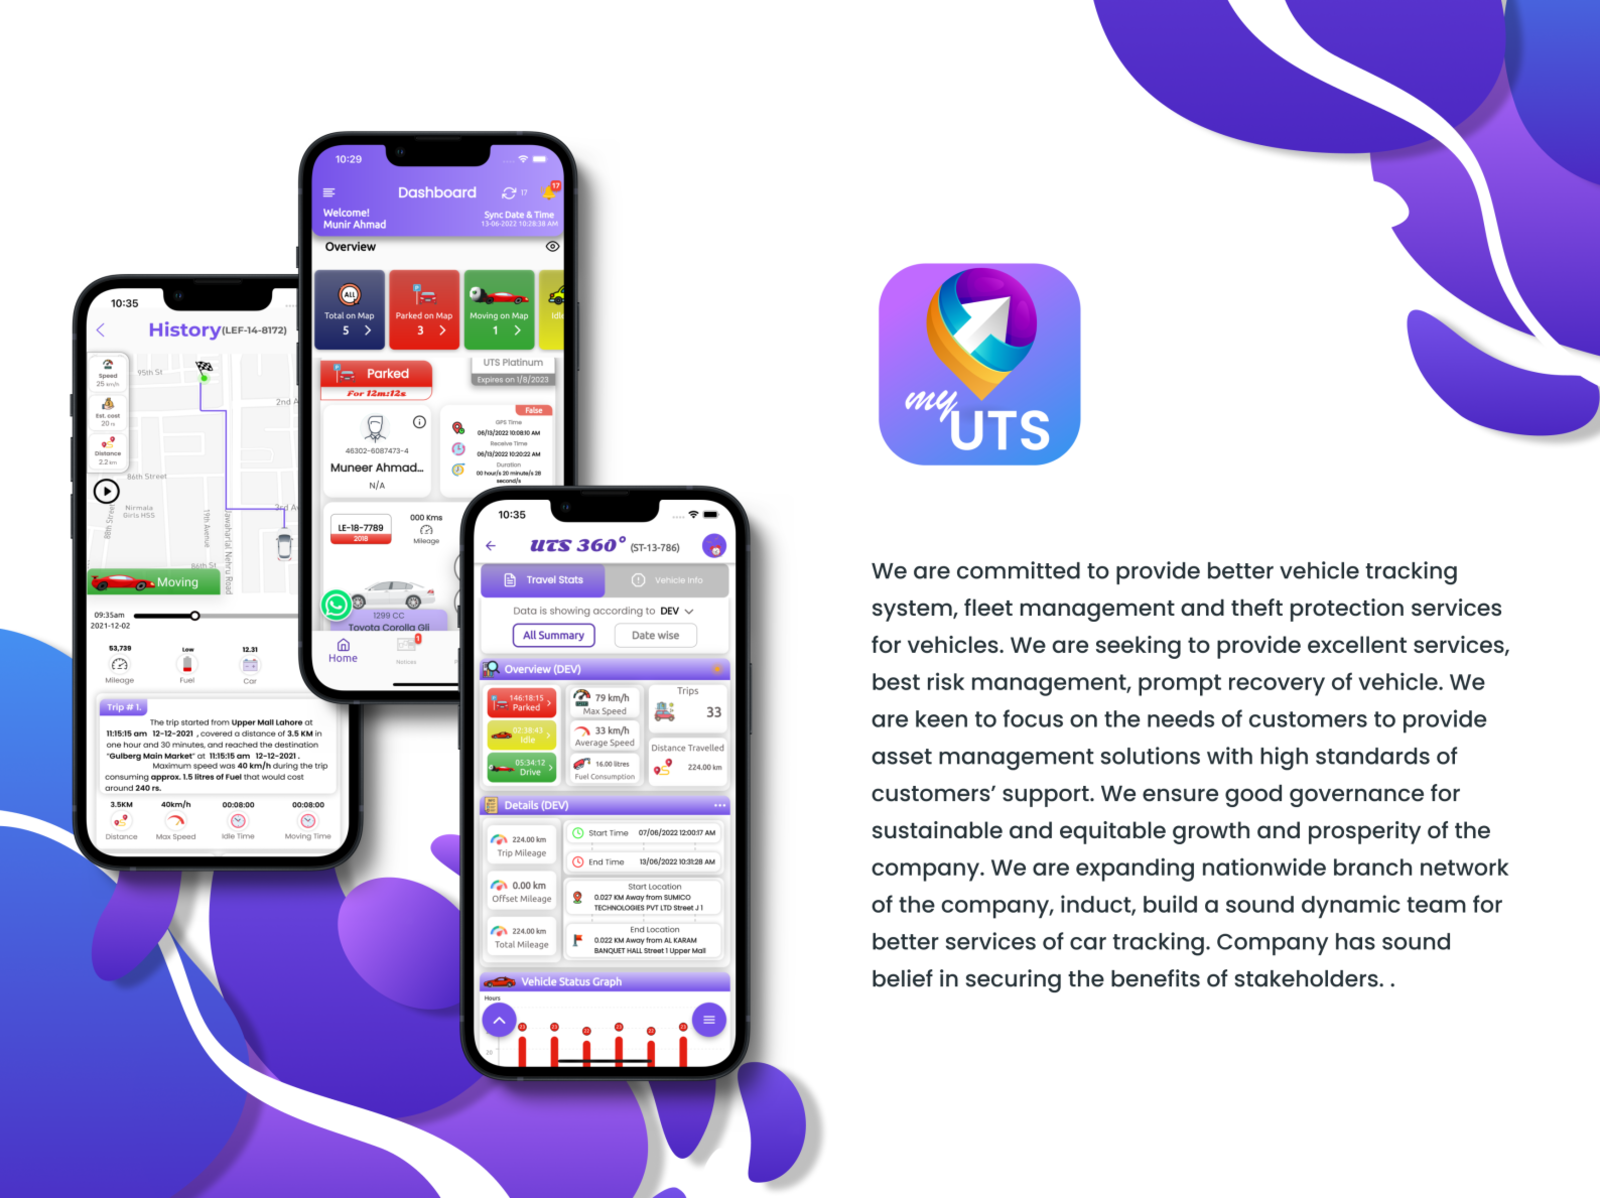 10:29
Dashboard
17
17
Welcome!
Munir Ahmad
Sync Date & Time
13-06-2022 10:28:38 AM
Overview
ALL
Total on Map
5
Parked on Map
3
Moving on Map
1
Idl
Parked
For 12m:12s
UTS Platinum
Expires on 1/8/2023
46302-6087473-4
Muneer Ahmad...
N/A
False
GPS Time
06/13/2022 10:08:10 AM
Receive Time
06/13/2022 10:20:22 AM
Duration
00 hour/s 20 minute/s 28
second/s
LE-18-7789
2018
000 Kms
Mileage
1299 CC
Toyota Corolla Gli
Home
1
Notices
10:35
History(LEF-14-8172)
Speed
25 km/h
Est. cost
20 rs
Distance
2.2 km
95th St
2nd A
86th Street
Nirmala
Girls HSS
88th Street
19th Avenue
Jawaharlal Nehru Road
3rd A
86th St
Moving
09:35am
2021-12-02
53,739
Mileage
Low
Fuel
12.31
Car
Trip # 1.
The trip started from Upper Mall Lahore at
11:15:15 am 12-12-2021 , covered a distance of 3.5 KM in
one hour and 30 minutes, and reached the destination
“Gulberg Main Market” at 11:15:15 am 12-12-2021 .
Maximum speed was 40 km/h during the trip
consuming approx. 1.5 litres of Fuel that would cost
around 240 rs.
3.5KM
Distance
40km/h
Max Speed
00:08:00
Idle Time
00:08:00
Moving Time
10:35
UTS 360° (ST-13-786)
Travel Stats
Vehicle Info
Data is showing according to DEV
All Summary
Date wise
Overview (DEV)
146:18:15
Parked
02:38:43
Idle
05:34:12
Drive
79 km/h
Max Speed
33 km/h
Average Speed
16.00 litres
Fuel Consumption
Trips
33
Distance Travelled
224.00 km
Details (DEV)
224.00 km
Trip Mileage
0.00 km
Offset Mileage
224.00 km
Total Mileage
Start Time 07/06/2022 12:00:17 AM
End Time 13/06/2022 10:31:28 AM
Start Location
0.027 KM Away from SUMICO
TECHNOLOGIES PVT LTD Street J 1
End Location
0.022 KM Away from AL KARAM
BANQUET HALL Street 1 Upper Mall
Vehicle Status Graph
Hours
20
my
UTS
We are committed to provide better vehicle tracking
system, fleet management and theft protection services
for vehicles. We are seeking to provide excellent services,
best risk management, prompt recovery of vehicle. We
are keen to focus on the needs of customers to provide
asset management solutions with high standards of
customers’ support. We ensure good governance for
sustainable and equitable growth and prosperity of the
company. We are expanding nationwide branch network
of the company, induct, build a sound dynamic team for
better services of car tracking. Company has sound
belief in securing the benefits of stakeholders. .